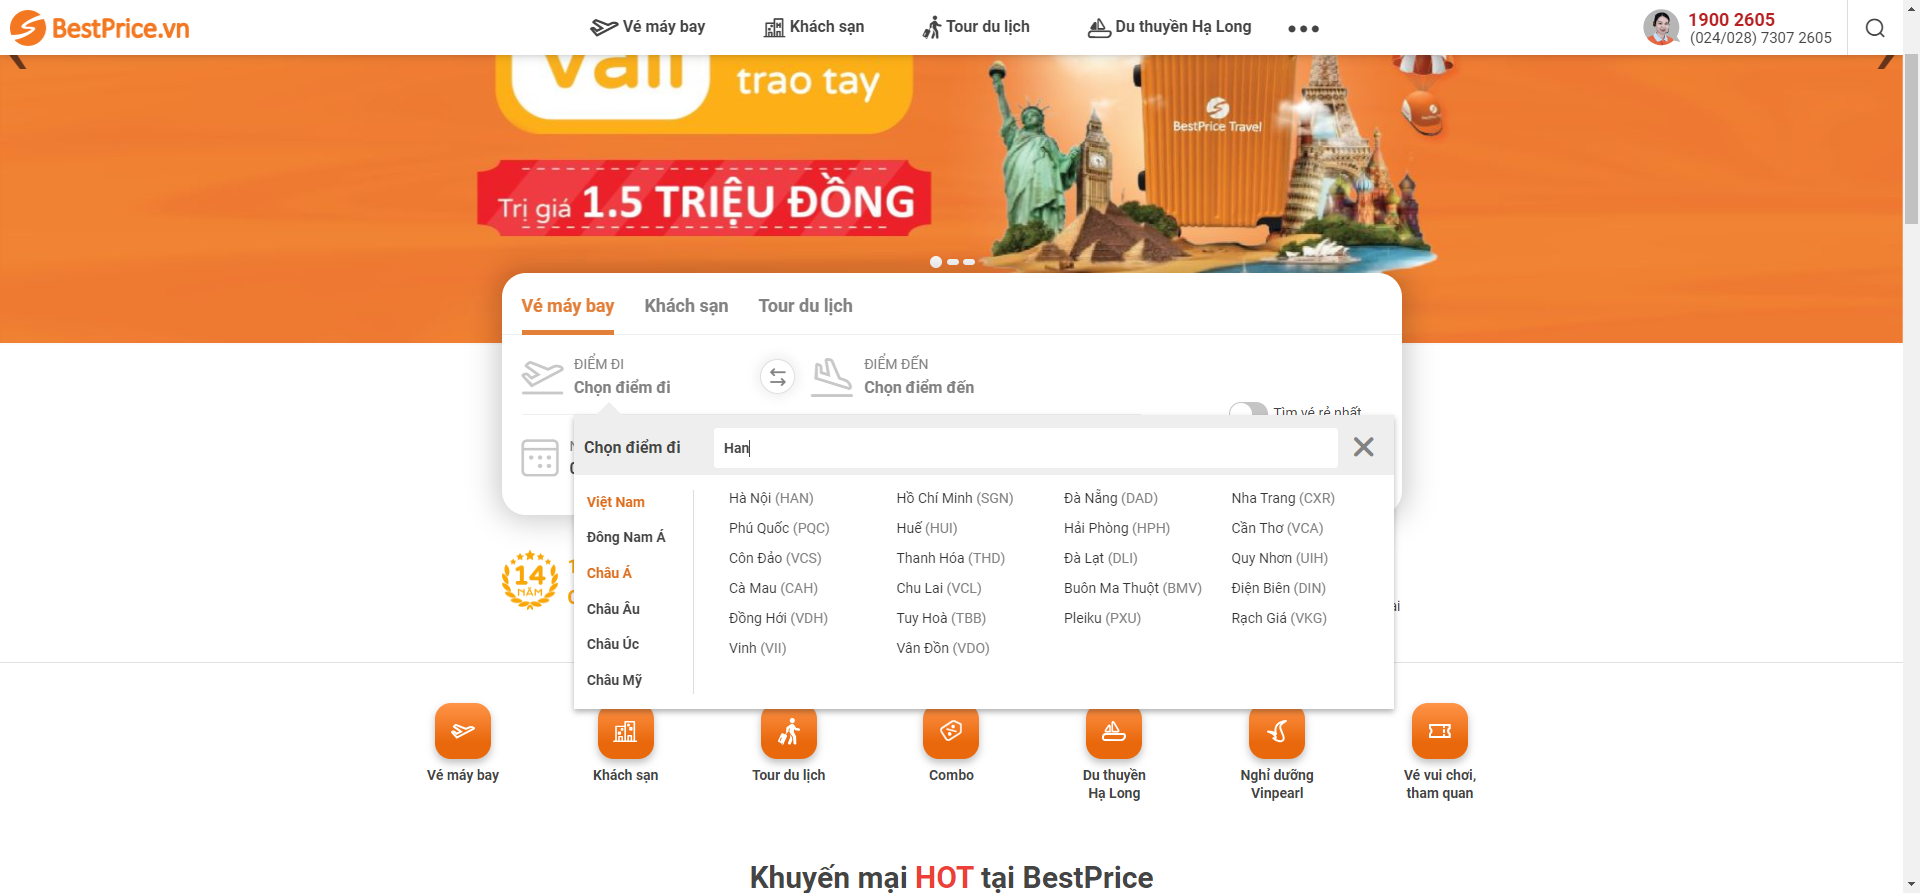 BestPrice.vn
Vé máy bay
Khách sạn
Tour du lịch
Du thuyền Hạ Long
1900 2605
(024/028) 7307 2605
vali
trao tay
Trị giá 1.5 TRIỆU ĐỒNG
BestPrice Travel
Vé máy bay
Khách sạn
Tour du lịch
ĐIỂM ĐI
Chọn điểm đi
ĐIỂM ĐẾN
Chọn điểm đến
Tìm vé rẻ nhất
Chọn điểm đi
Han
Việt Nam
Đông Nam Á
Châu Á
Châu Âu
Châu Úc
Châu Mỹ
Hà Nội (HAN)
Hồ Chí Minh (SGN)
Đà Nẵng (DAD)
Nha Trang (CXR)
Phú Quốc (PQC)
Huế (HUI)
Hải Phòng (HPH)
Cần Thơ (VCA)
Côn Đảo (VCS)
Thanh Hóa (THD)
Đà Lạt (DLI)
Quy Nhơn (UIH)
Cà Mau (CAH)
Chu Lai (VCL)
Buôn Ma Thuột (BMV)
Điện Biên (DIN)
Đồng Hới (VDH)
Tuy Hoà (TBB)
Pleiku (PXU)
Rạch Giá (VKG)
Vinh (VII)
Vân Đồn (VDO)
14
NĂM
Vé máy bay
Khách sạn
Tour du lịch
Combo
Du thuyền
Hạ Long
Nghỉ dưỡng
Vinpearl
Vé vui chơi,
tham quan
Khuyến mại HOT tại BestPrice